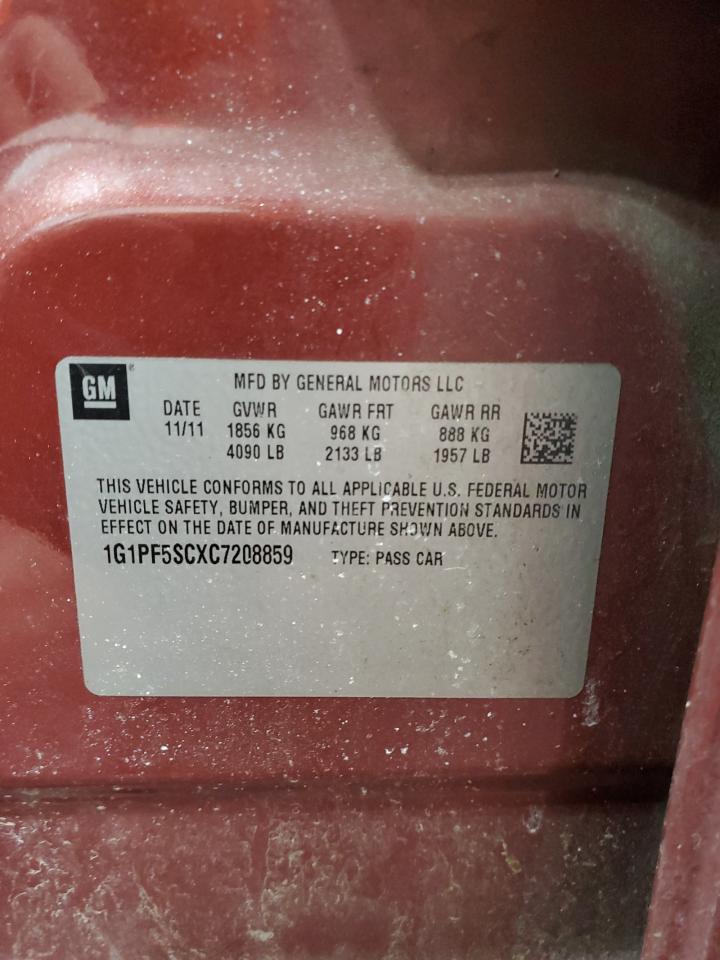 GM
MFD BY GENERAL MOTORS LLC
DATE GVWR GAWR FRT GAWR RR
11/11 1856 KG 968 KG 888 KG
4090 LB 2133 LB 1957 LB
THIS VEHICLE CONFORMS TO ALL APPLICABLE U.S. FEDERAL MOTOR
VEHICLE SAFETY, BUMPER, AND THEFT PREVENTION STANDARDS IN
EFFECT ON THE DATE OF MANUFACTURE SHOWN ABOVE.
1G1PF5SCXC7208859 TYPE: PASS CAR